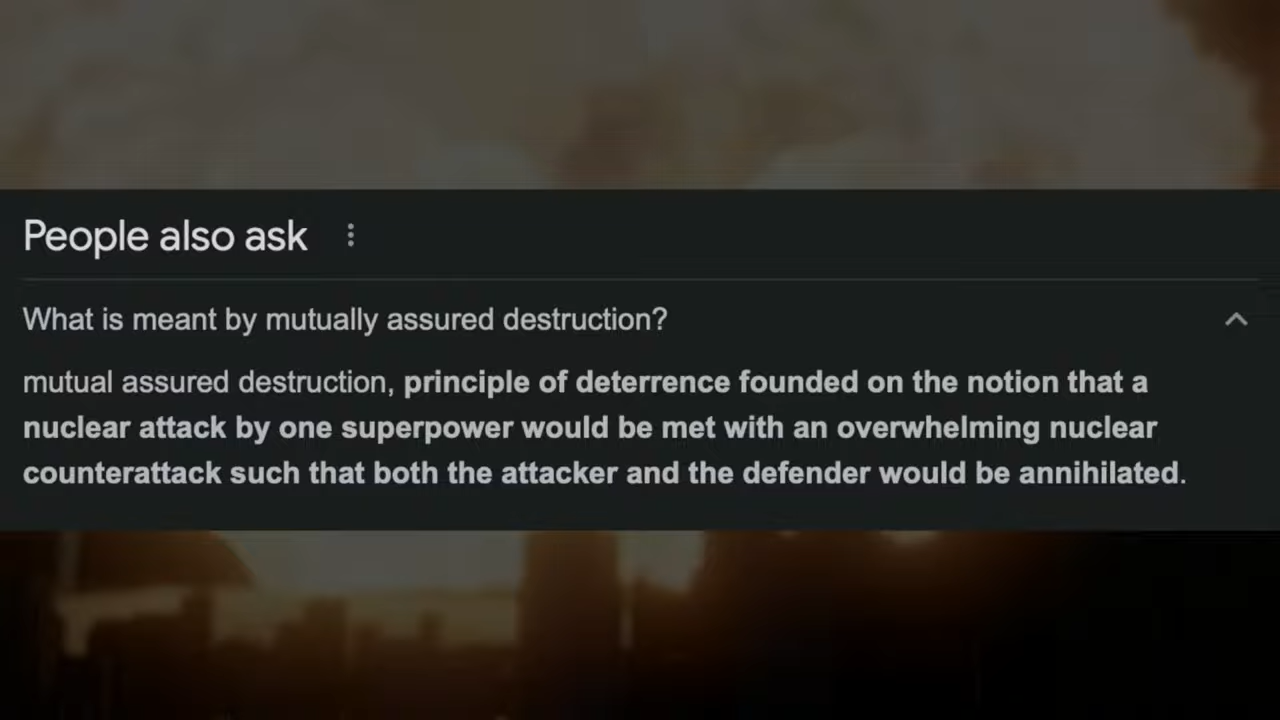 People also ask
What is meant by mutually assured destruction?
mutual assured destruction, principle of deterrence founded on the notion that a
nuclear attack by one superpower would be met with an overwhelming nuclear
counterattack such that both the attacker and the defender would be annihilated.